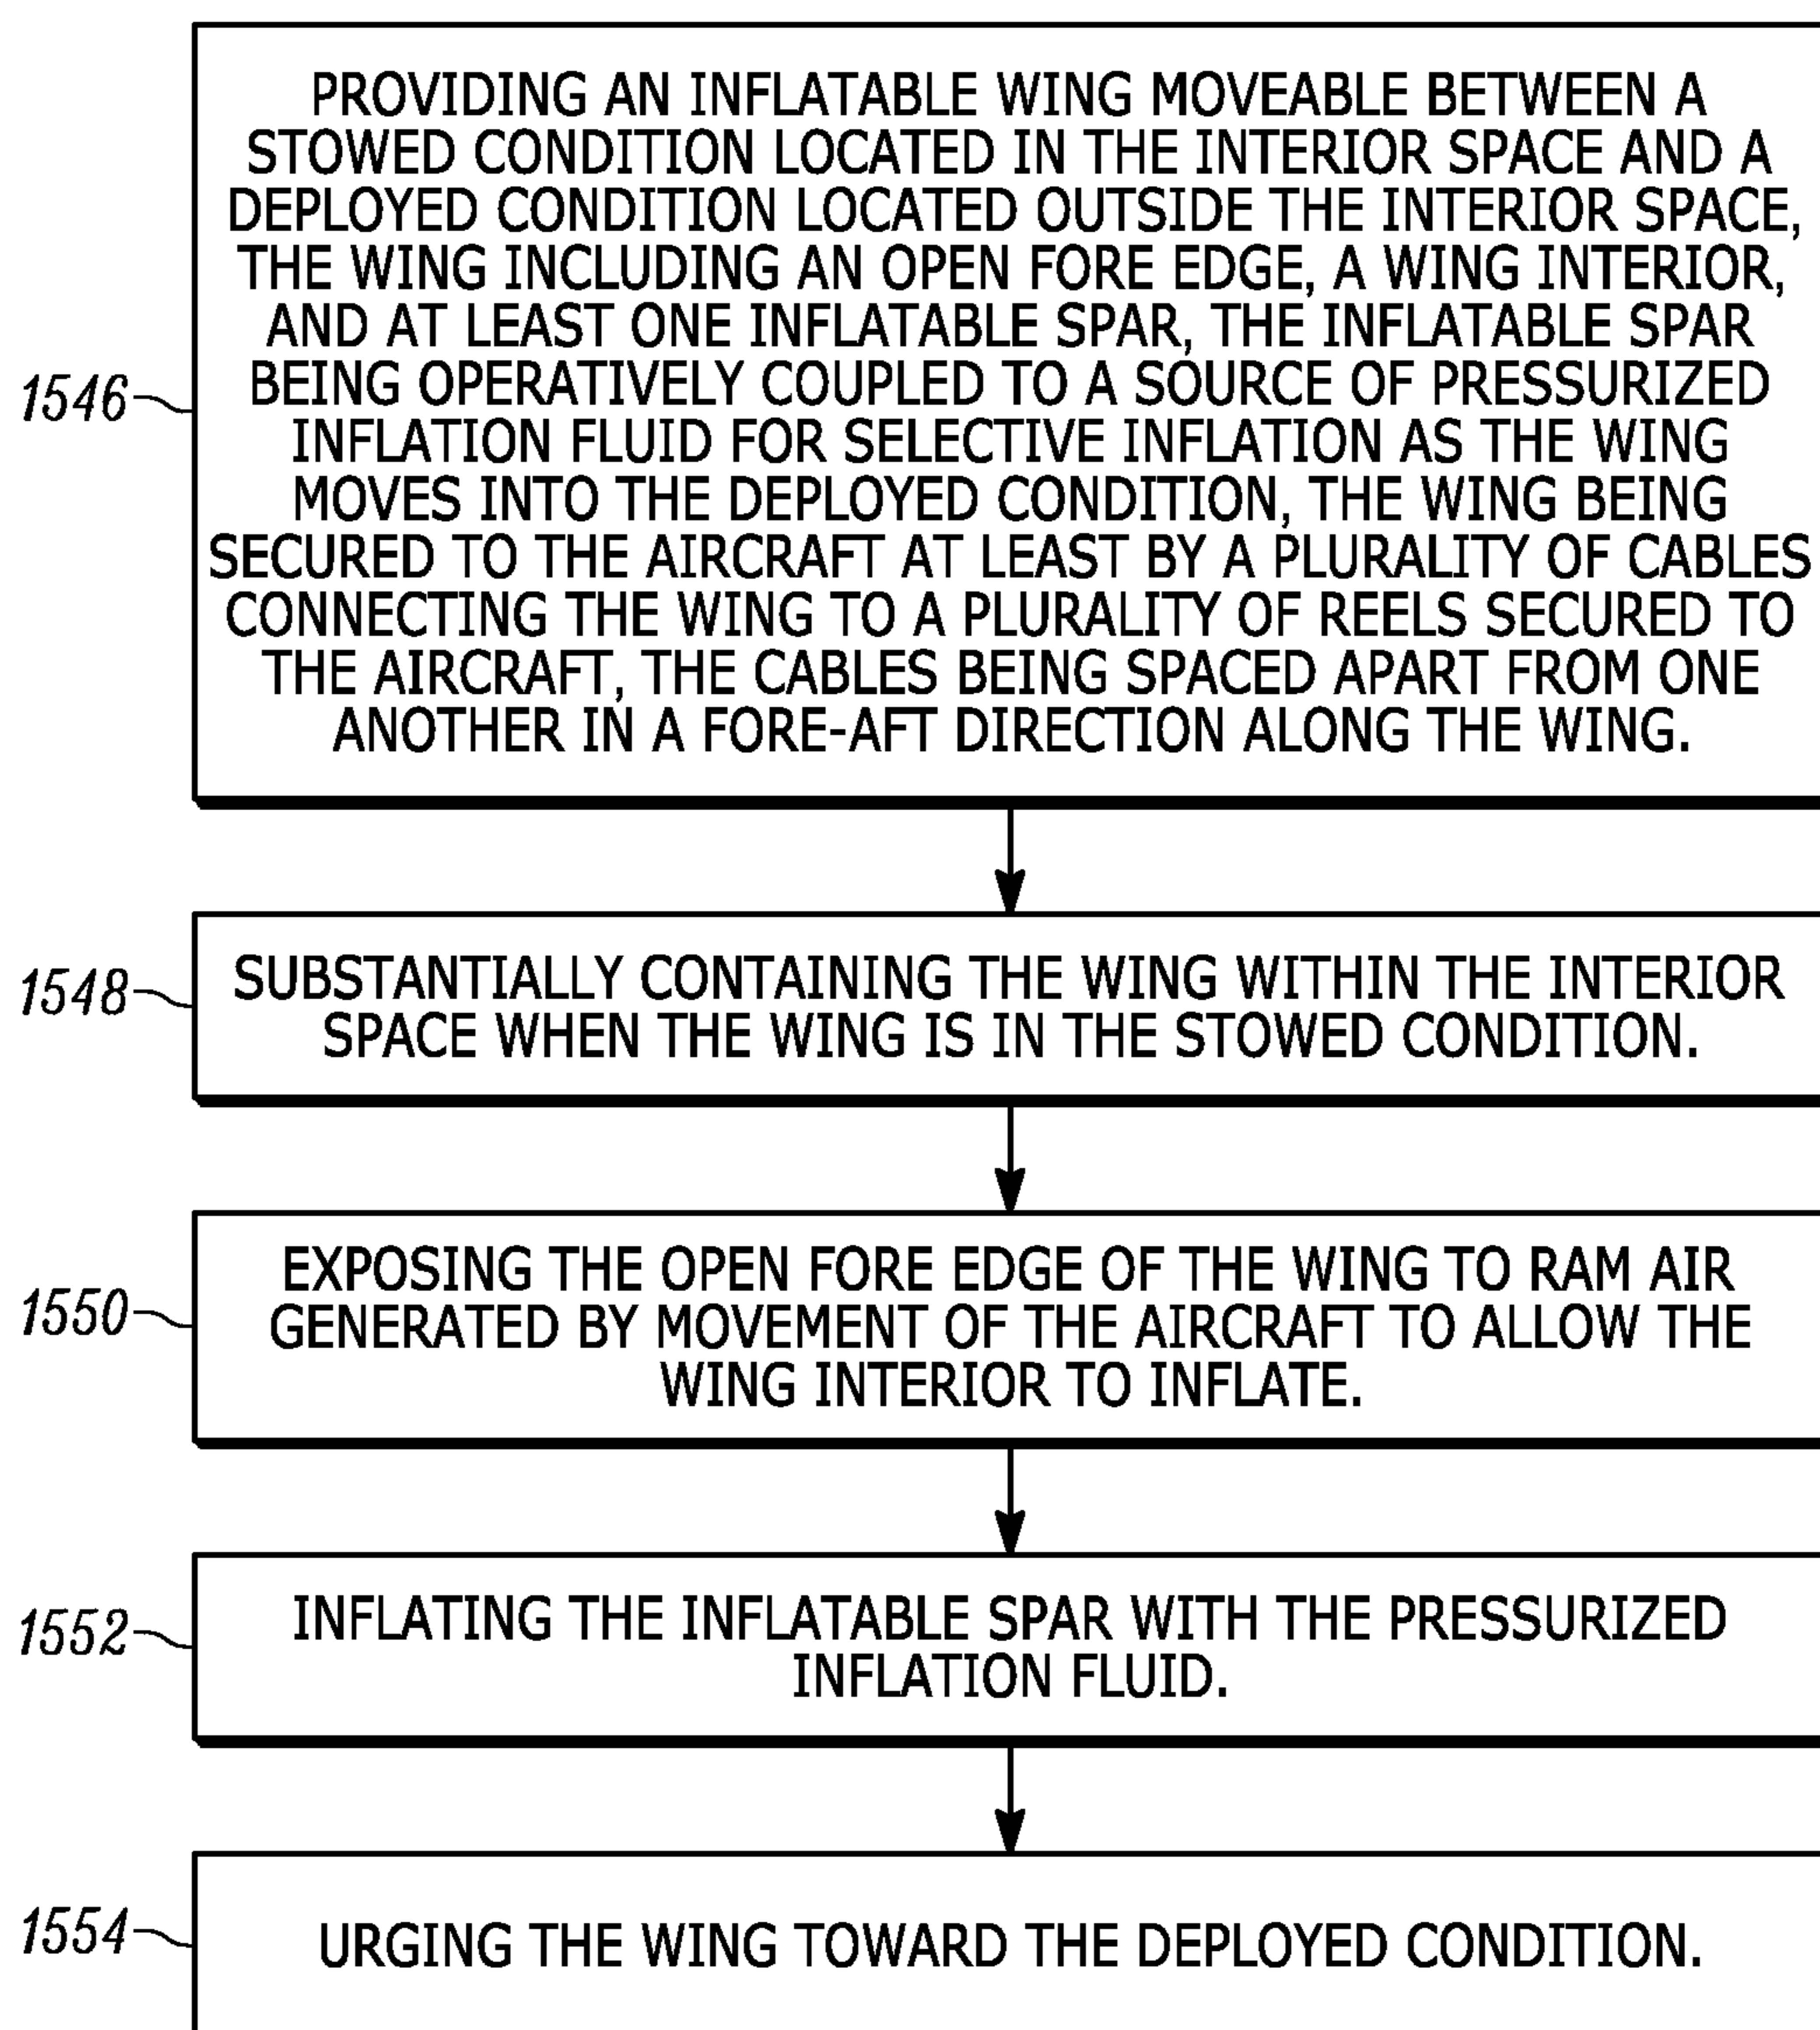 PROVIDING AN INFLATABLE WING MOVEABLE BETWEEN A
STOWED CONDITION LOCATED IN THE INTERIOR SPACE AND A
DEPLOYED CONDITION LOCATED OUTSIDE THE INTERIOR SPACE,
THE WING INCLUDING AN OPEN FORE EDGE, A WING INTERIOR,
AND AT LEAST ONE INFLATABLE SPAR, THE INFLATABLE SPAR
1546 BEING OPERATIVELY COUPLED TO A SOURCE OF PRESSURIZED
INFLATION FLUID FOR SELECTIVE INFLATION AS THE WING
MOVES INTO THE DEPLOYED CONDITION, THE WING BEING
SECURED TO THE AIRCRAFT AT LEAST BY A PLURALITY OF CABLES
CONNECTING THE WING TO A PLURALITY OF REELS SECURED TO
THE AIRCRAFT, THE CABLES BEING SPACED APART FROM ONE
ANOTHER IN A FORE-AFT DIRECTION ALONG THE WING.
1548 SUBSTANTIALLY CONTAINING THE WING WITHIN THE INTERIOR
SPACE WHEN THE WING IS IN THE STOWED CONDITION.
EXPOSING THE OPEN FORE EDGE OF THE WING TO RAM AIR
1550 GENERATED BY MOVEMENT OF THE AIRCRAFT TO ALLOW THE
WING INTERIOR TO INFLATE.
1552 INFLATING THE INFLATABLE SPAR WITH THE PRESSURIZED
INFLATION FLUID.
1554 URGING THE WING TOWARD THE DEPLOYED CONDITION.